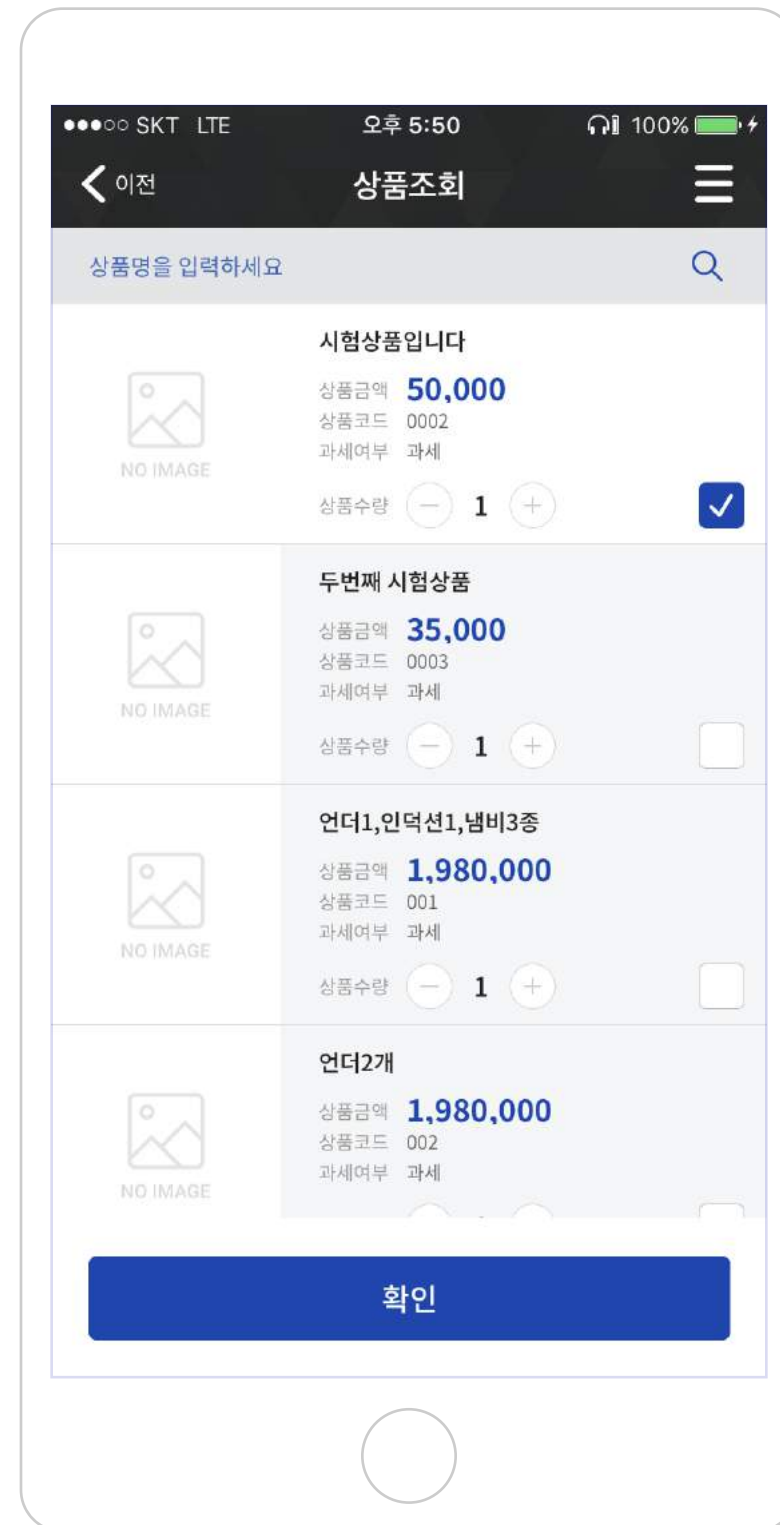 SKT LTE 오후 5:50 100%
이전 상품조회
상품명을 입력하세요
시험상품입니다
상품금액 50,000
상품코드 0002
과세여부 과세
NO IMAGE
상품수량 1
두번째 시험상품
상품금액 35,000
상품코드 0003
과세여부 과세
NO IMAGE
상품수량 1
언더1,인덕션1,냄비3종
상품금액 1,980,000
상품코드 001
과세여부 과세
NO IMAGE
상품수량 1
언더2개
상품금액 1,980,000
상품코드 002
과세여부 과세
NO IMAGE
확인